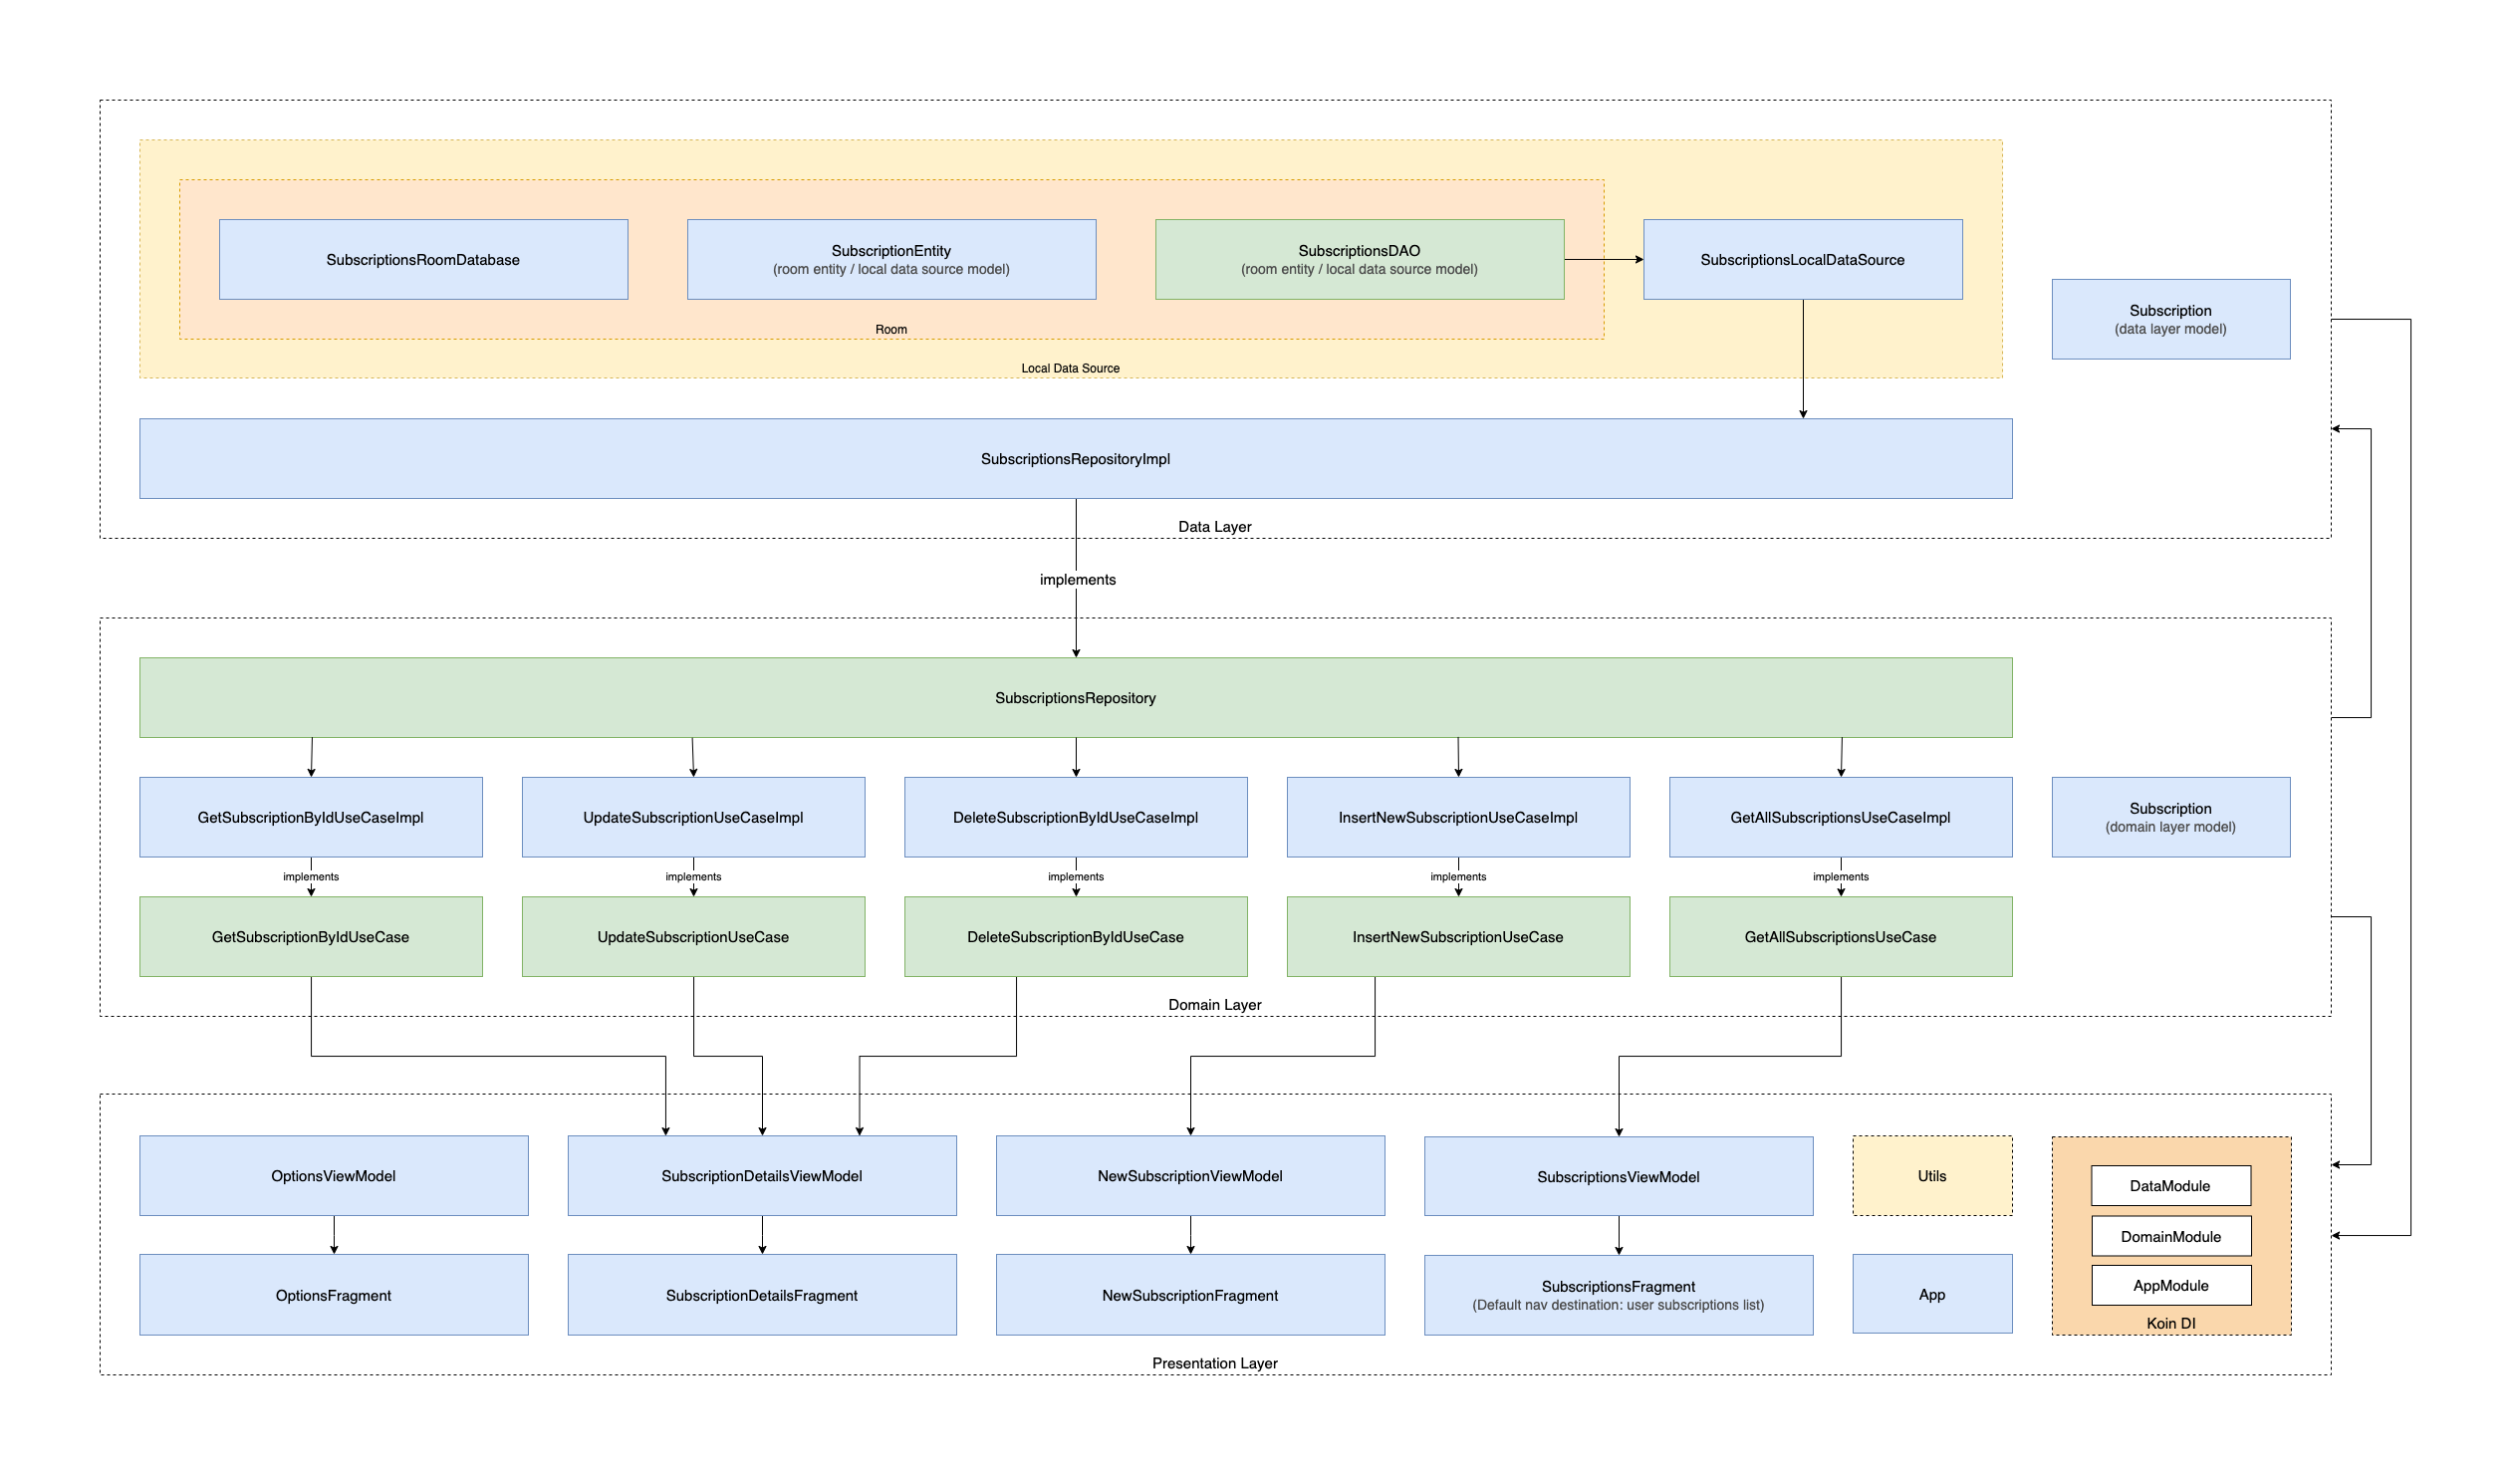 SubscriptionsRoomDatabase
SubscriptionEntity
(room entity / local data source model)
SubscriptionsDAO
(room entity / local data source model)
SubscriptionsLocalDataSource
Room
Local Data Source
Subscription
(data layer model)
SubscriptionsRepositoryImpl
Data Layer
implements
SubscriptionsRepository
GetSubscriptionByIdUseCaseImpl
UpdateSubscriptionUseCaseImpl
DeleteSubscriptionByIdUseCaseImpl
InsertNewSubscriptionUseCaseImpl
GetAllSubscriptionsUseCaseImpl
Subscription
(domain layer model)
implements
implements
implements
implements
implements
GetSubscriptionByIdUseCase
UpdateSubscriptionUseCase
DeleteSubscriptionByIdUseCase
InsertNewSubscriptionUseCase
GetAllSubscriptionsUseCase
Domain Layer
OptionsViewModel
SubscriptionDetailsViewModel
NewSubscriptionViewModel
SubscriptionsViewModel
Utils
OptionsFragment
SubscriptionDetailsFragment
NewSubscriptionFragment
SubscriptionsFragment
(Default nav destination: user subscriptions list)
App
DataModule
DomainModule
AppModule
Koin DI
Presentation Layer